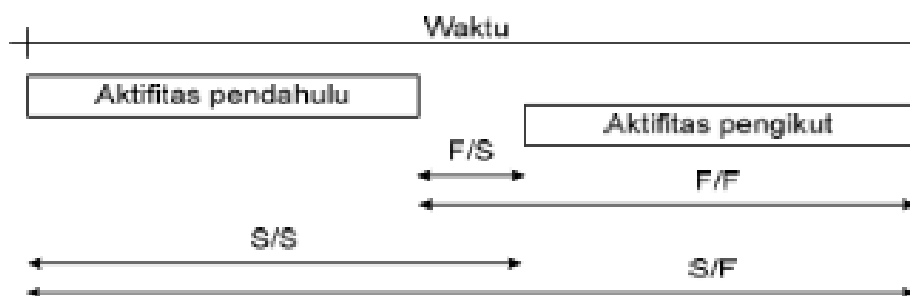 Waktu
Aktifitas pendahulu
Aktifitas pengikut
F/S
F/F
S/S
S/F